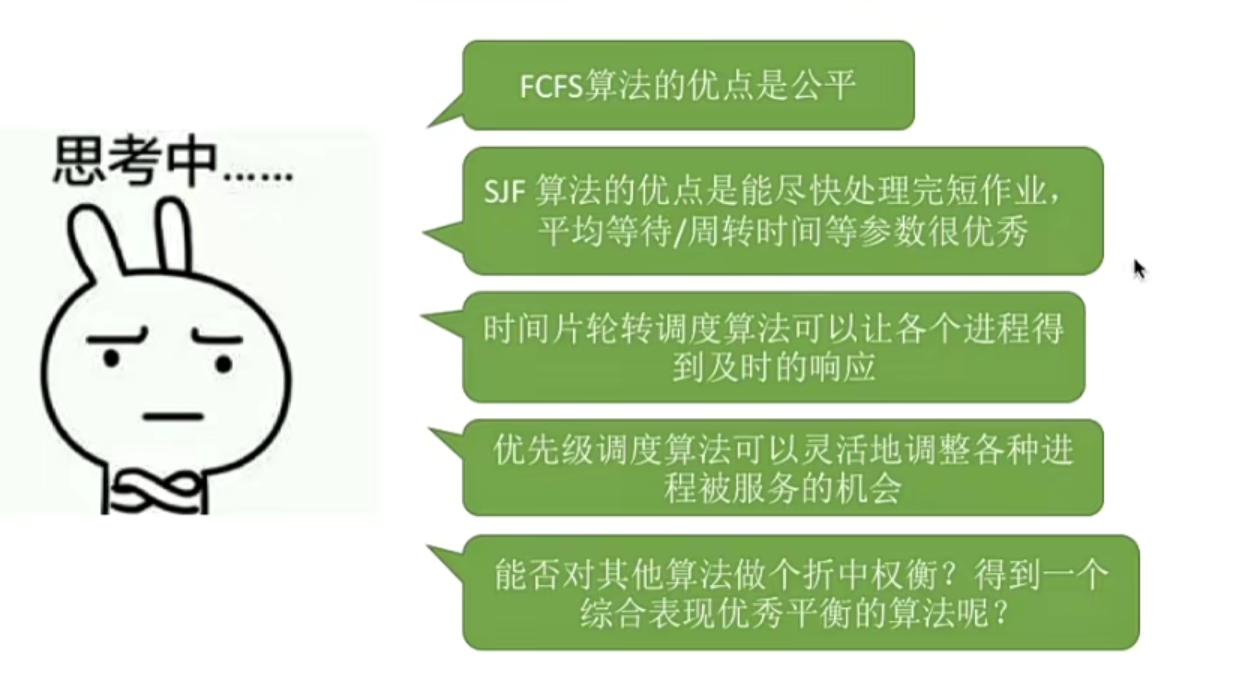 思考中......
FCFS算法的优点是公平
SJF 算法的优点是能尽快处理完短作业，
平均等待/周转时间等参数很优秀
时间片轮转调度算法可以让各个进程得
到及时的响应
优先级调度算法可以灵活地调整各种进
程被服务的机会
能否对其他算法做个折中权衡？得到一个
综合表现优秀平衡的算法呢？